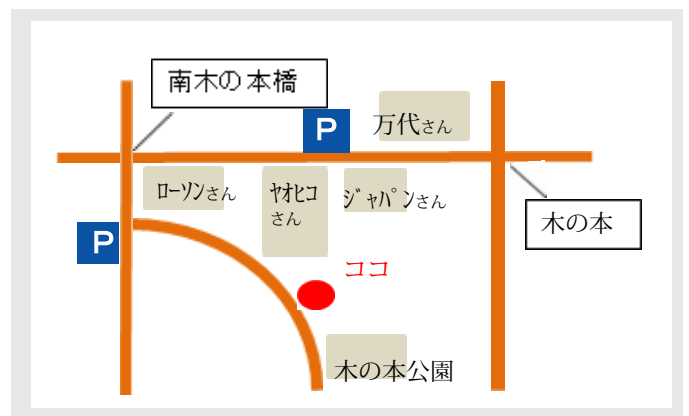 南木の本橋
P
万代さん
ローソンさん
ヤオヒコ
さん
ジャパンさん
木の本
P
ココ
木の本公園